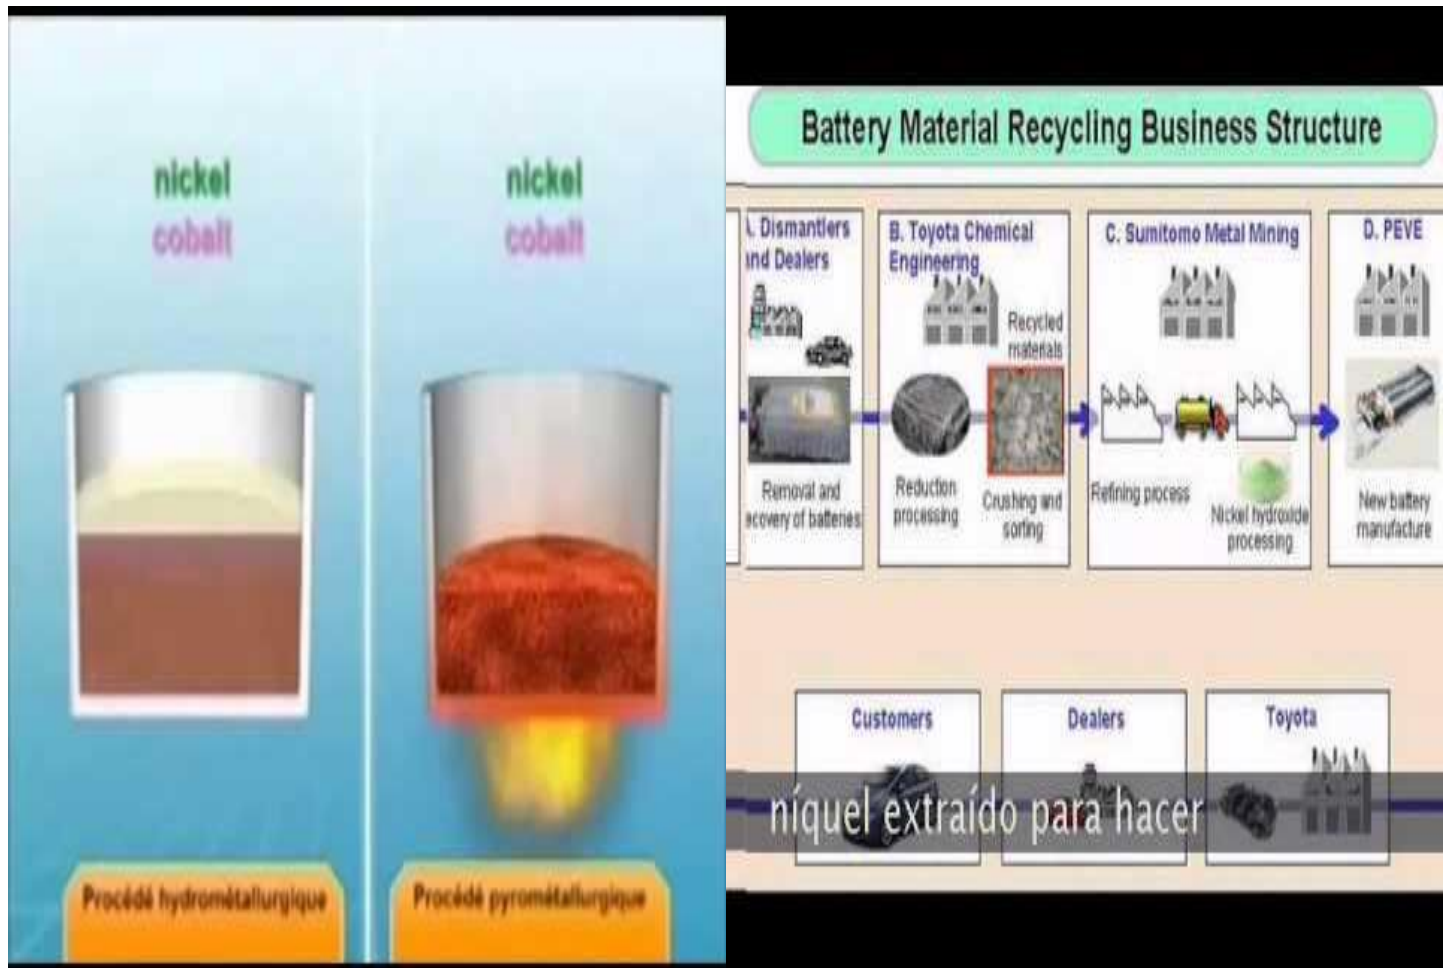 nickel
cobalt
nickel
cobalt
Procédé hydrométallurgique
Procédé pyrométallurgique
Battery Material Recycling Business Structure
A. Dismantlers
and Dealers
Removal and
recovery of batteries
B. Toyota Chemical
Engineering
Recycled
materials
Reduction
processing
Crushing and
sorting
C. Sumitomo Metal Mining
Refining process
Nickel hydroxide
processing
D. PEVE
New battery
manufacture
Customers
Dealers
Toyota
níquel extraído para hacer